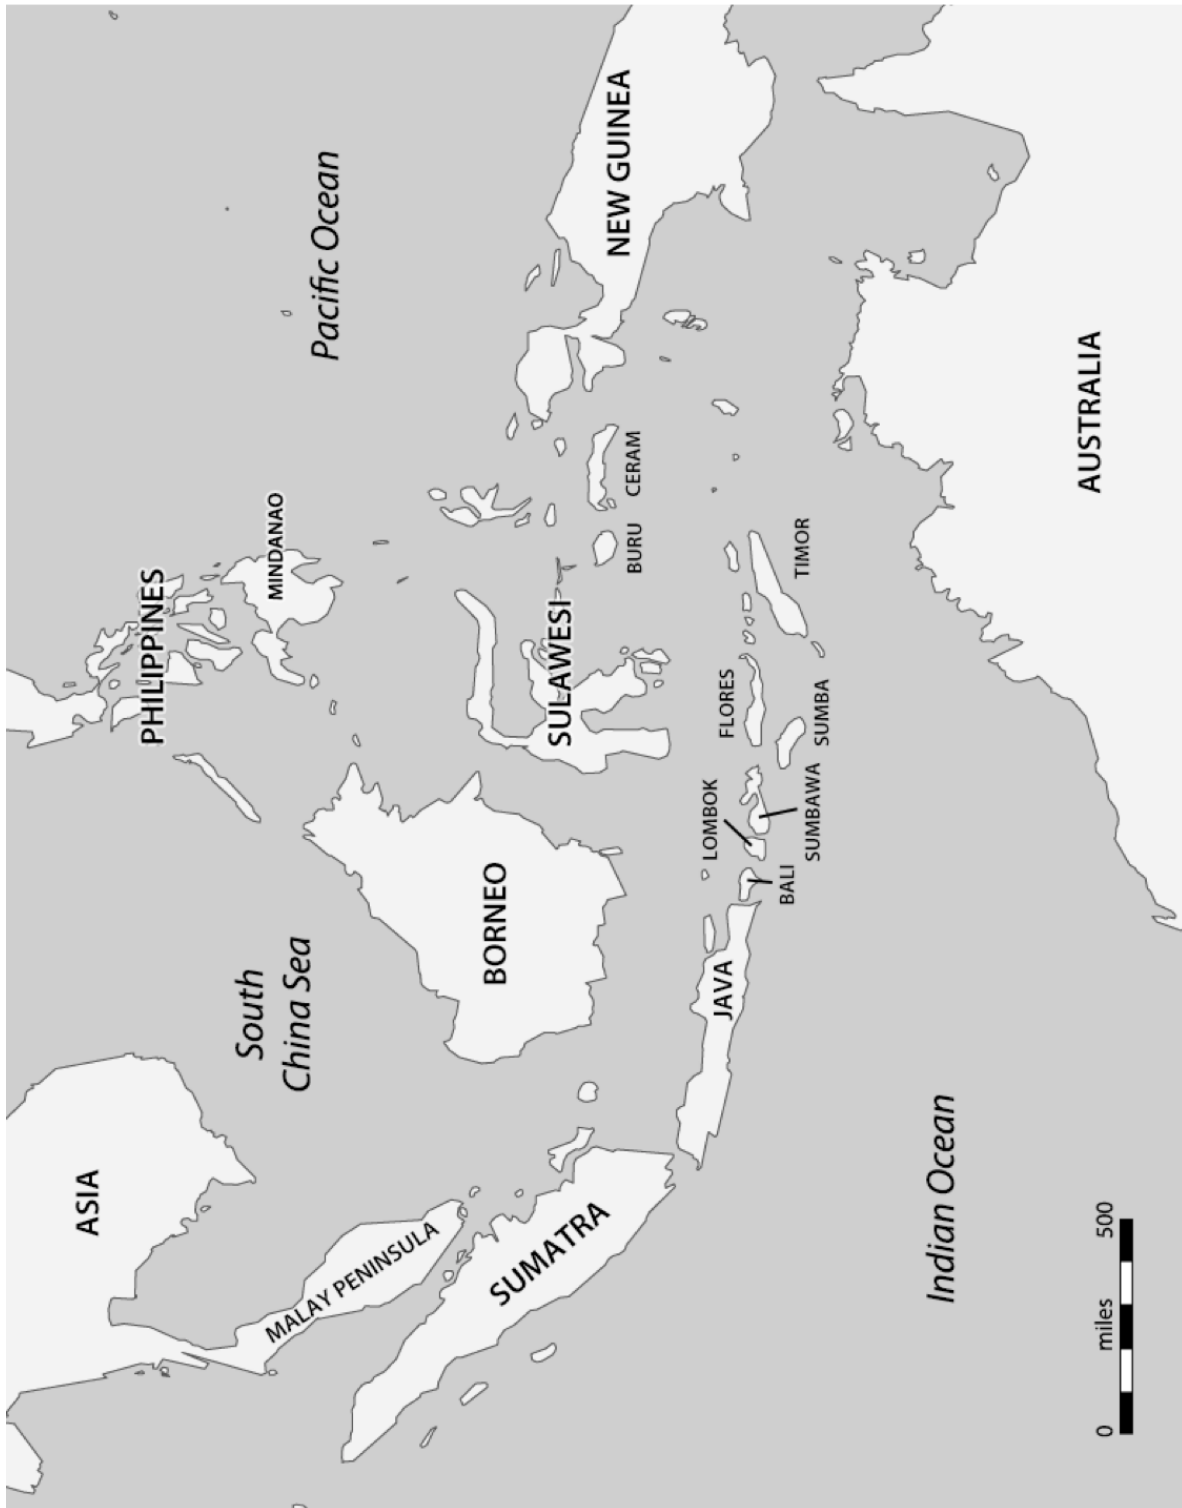 ASIA
PHILIPPINES
MINDANAO
Pacific Ocean
South
China Sea
MALAY PENINSULA
SUMATRA
BORNEO
SULAWESI
BURU
CERAM
NEW GUINEA
JAVA
BALI
LOMBOK
SUMBAWA
FLORES
SUMBA
TIMOR
Indian Ocean
AUSTRALIA
0 miles 500